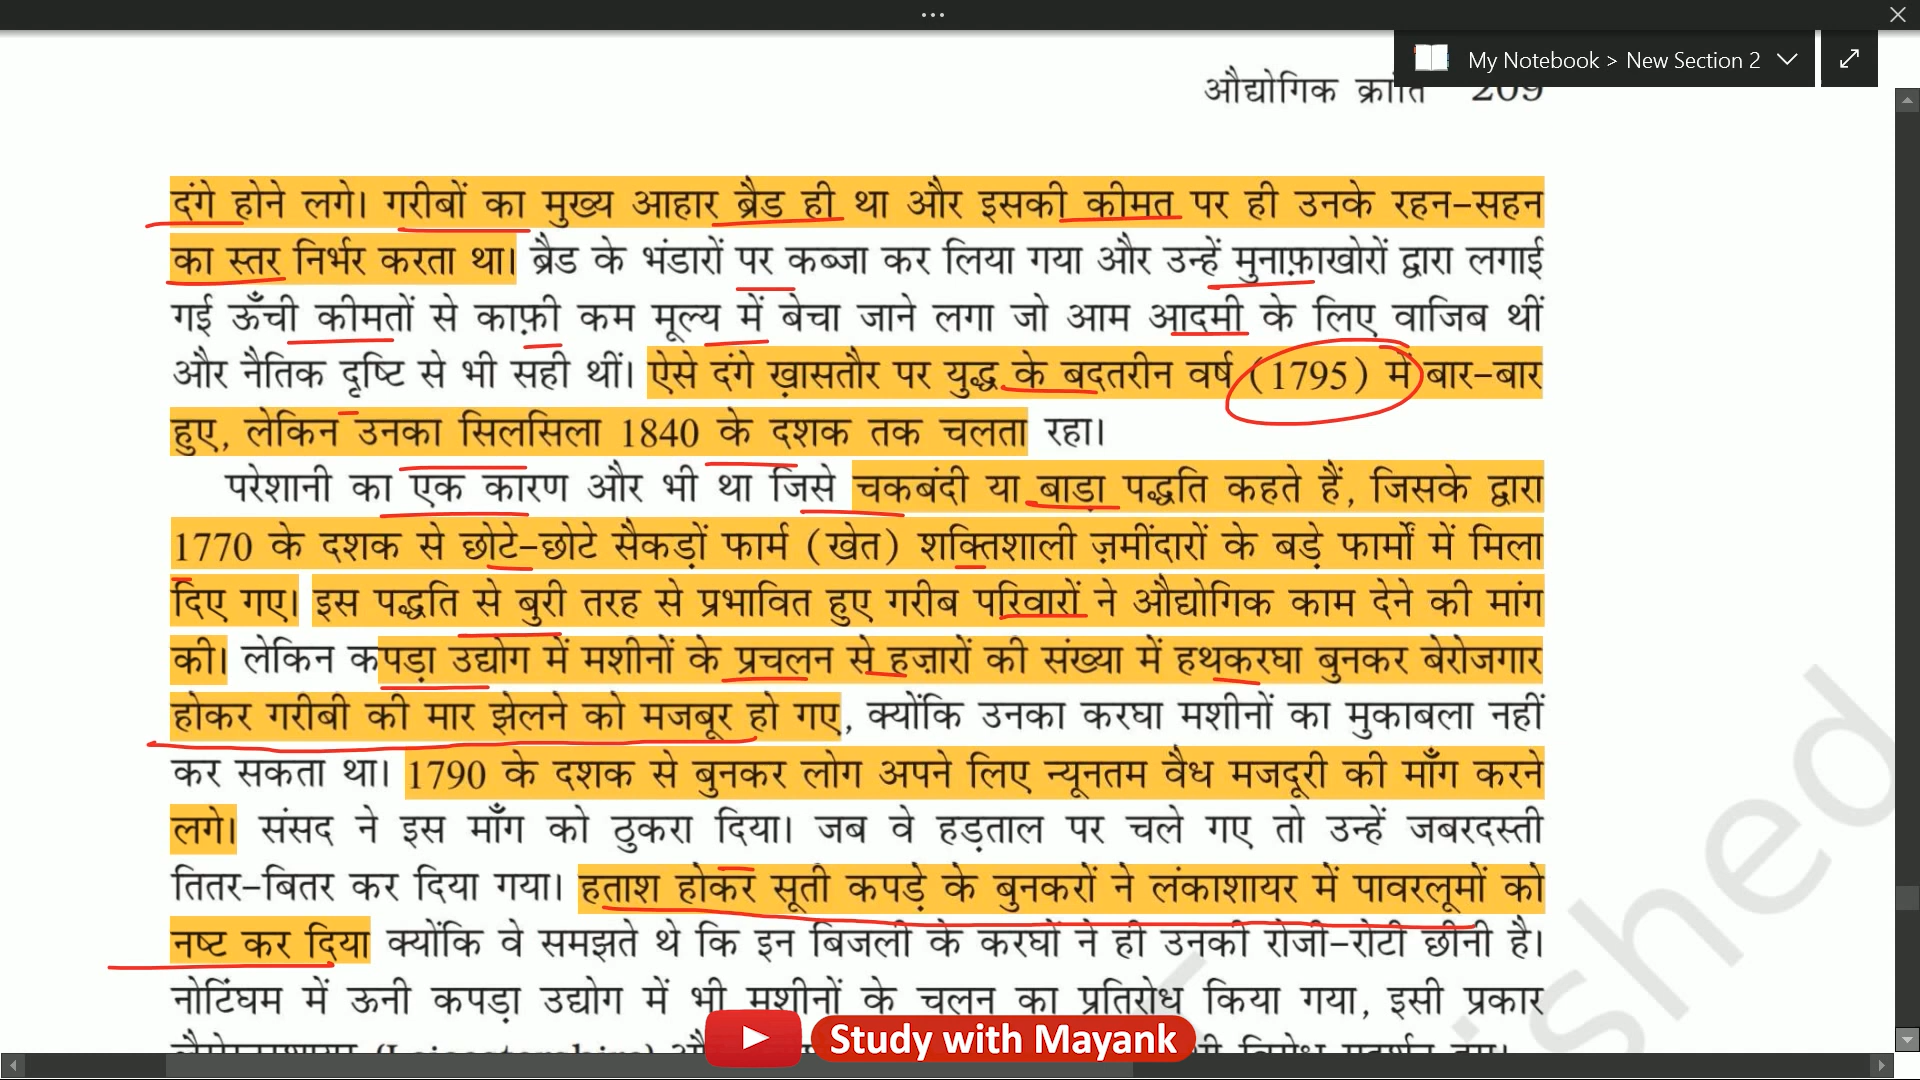 My Notebook > New Section 2
औद्योगिक क्रांति 209
दंगे होने लगे। गरीबों का मुख्य आहार ब्रैड ही था और इसकी कीमत पर ही उनके रहन-सहन
का स्तर निर्भर करता था। ब्रैड के भंडारों पर कब्जा कर लिया गया और उन्हें मुनाफ़ाखोरों द्वारा लगाई
गई ऊँची कीमतों से काफ़ी कम मूल्य में बेचा जाने लगा जो आम आदमी के लिए वाजिब थीं
और नैतिक दृष्टि से भी सही थीं। ऐसे दंगे ख़ासतौर पर युद्ध के बदतरीन वर्ष (1795) में बार-बार
हुए, लेकिन उनका सिलसिला 1840 के दशक तक चलता रहा।
परेशानी का एक कारण और भी था जिसे चकबंदी या बाड़ा पद्धति कहते हैं, जिसके द्वारा
1770 के दशक से छोटे-छोटे सैकड़ों फार्म (खेत) शक्तिशाली ज़मींदारों के बड़े फार्मों में मिला
दिए गए। इस पद्धति से बुरी तरह से प्रभावित हुए गरीब परिवारों ने औद्योगिक काम देने की मांग
की। लेकिन कपड़ा उद्योग में मशीनों के प्रचलन से हज़ारों की संख्या में हथकरघा बुनकर बेरोजगार
होकर गरीबी की मार झेलने को मजबूर हो गए, क्योंकि उनका करघा मशीनों का मुकाबला नहीं
कर सकता था। 1790 के दशक से बुनकर लोग अपने लिए न्यूनतम वैध मजदूरी की माँग करने
लगे। संसद ने इस माँग को ठुकरा दिया। जब वे हड़ताल पर चले गए तो उन्हें जबरदस्ती
तितर-बितर कर दिया गया। हताश होकर सूती कपड़े के बुनकरों ने लंकाशायर में पावरलूमों को
नष्ट कर दिया क्योंकि वे समझते थे कि इन बिजली के करघों ने ही उनकी रोजी-रोटी छीनी है।
नोटिंघम में ऊनी कपड़ा उद्योग में भी मशीनों के चलन का प्रतिरोध किया गया, इसी प्रकार
Study with Mayank
shed